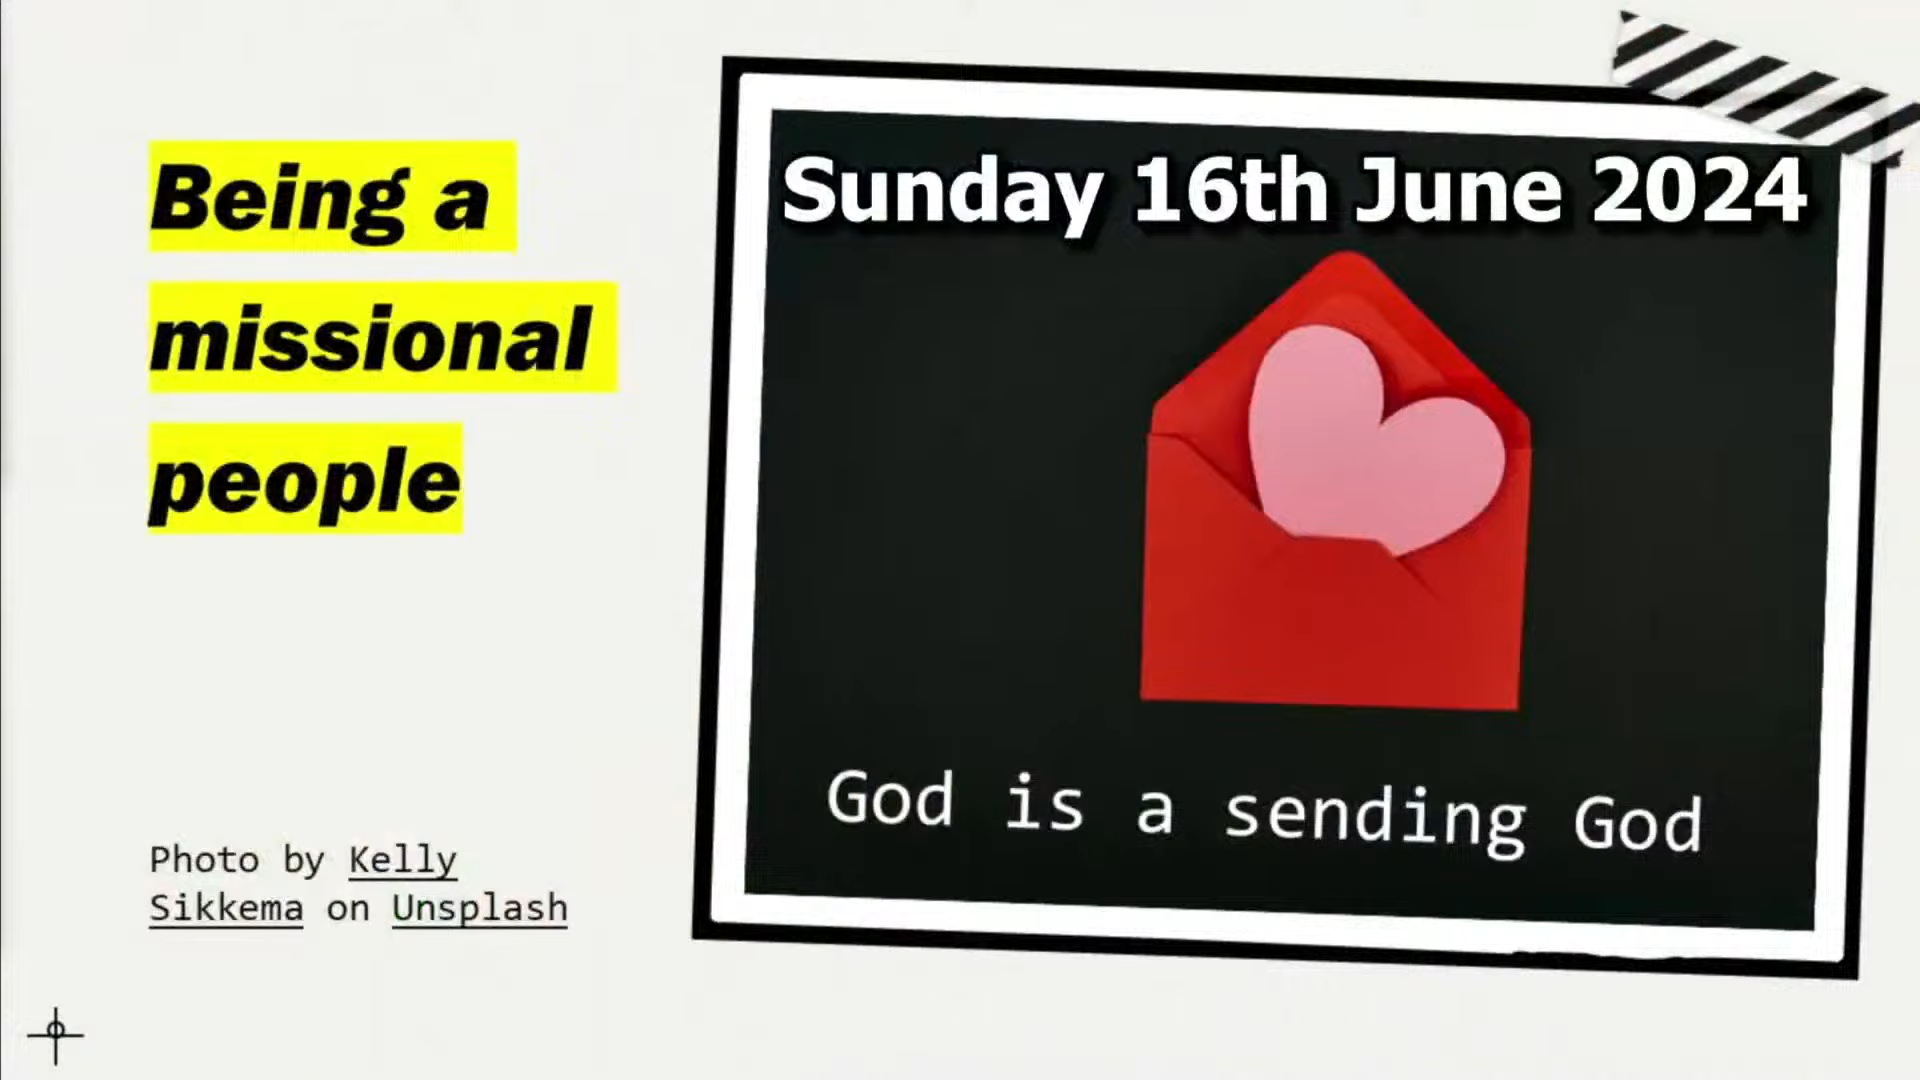 Being a
missional
people
Sunday 16th June 2024
God is a sending God
Photo by Kelly
Sikkema on Unsplash